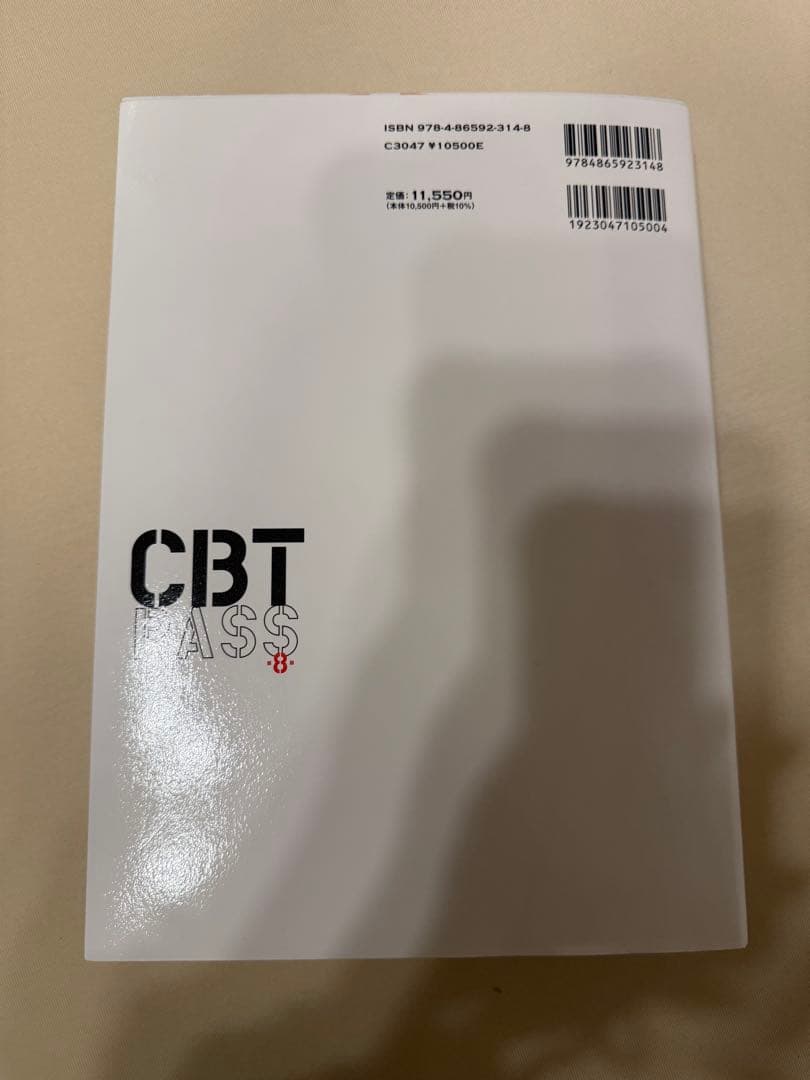 ISBN 978-4-86592-314-8
C3047 ¥10500E
9784865923148
定価：11,550円
（本体10,500円＋税10%）
1923047105004
CBT
PASS
·8·